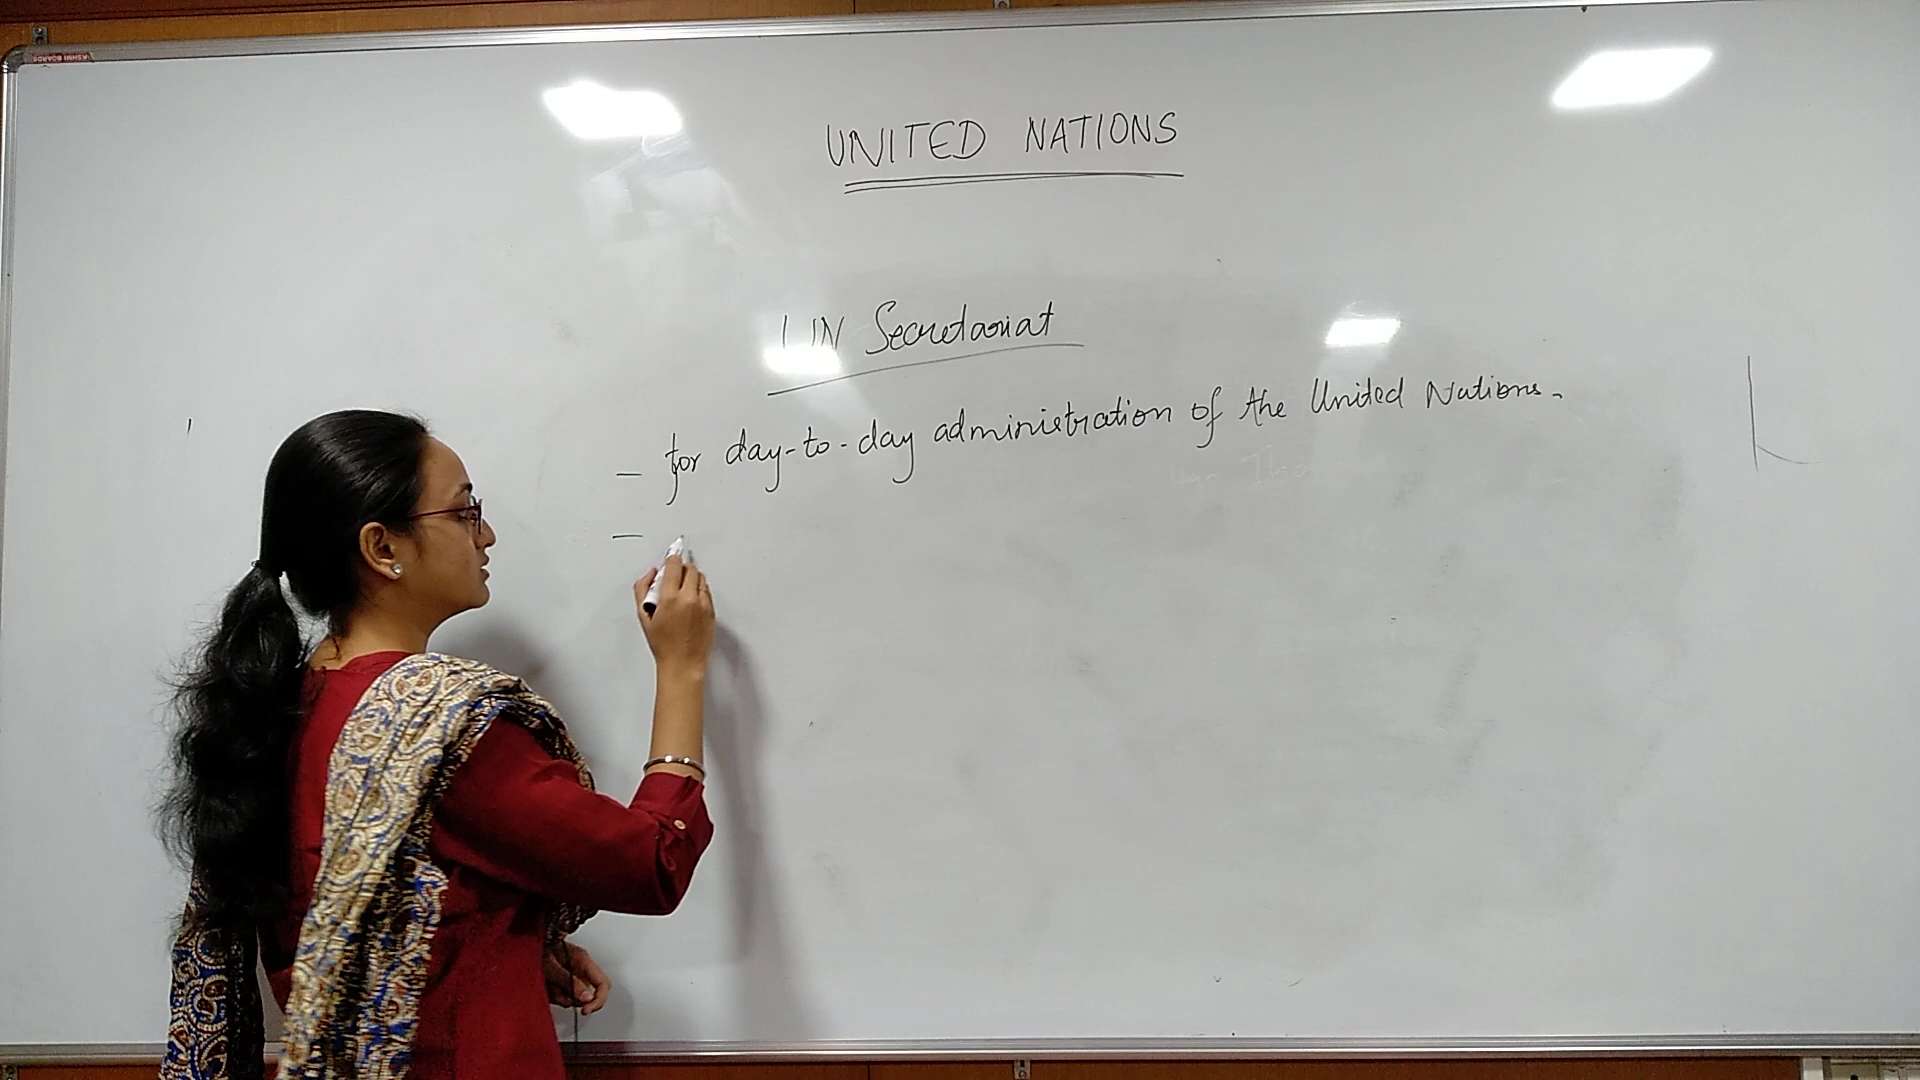 UNITED NATIONS
UN Secretariat
- for day-to-day administration of the United Nations.
-